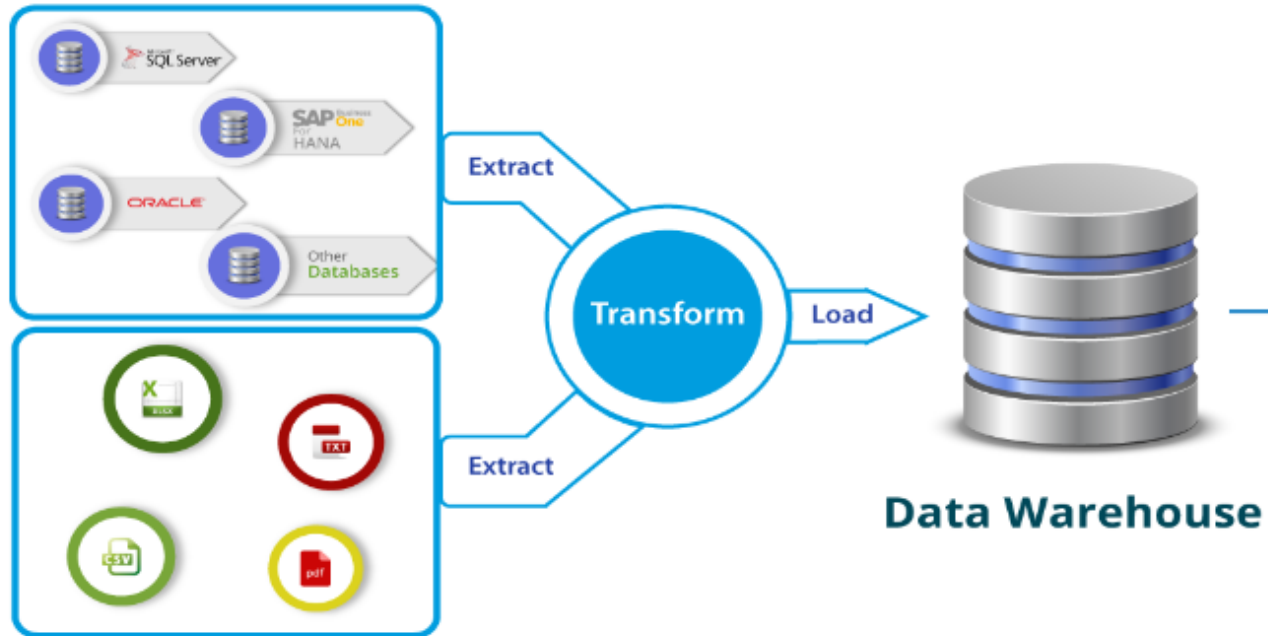 Microsoft
SQL Server
SAP Business One
For
HANA
ORACLE
Other
Databases
Extract
Transform
Load
X
XLSX
TXT
Extract
CSV
pdf
Data Warehouse